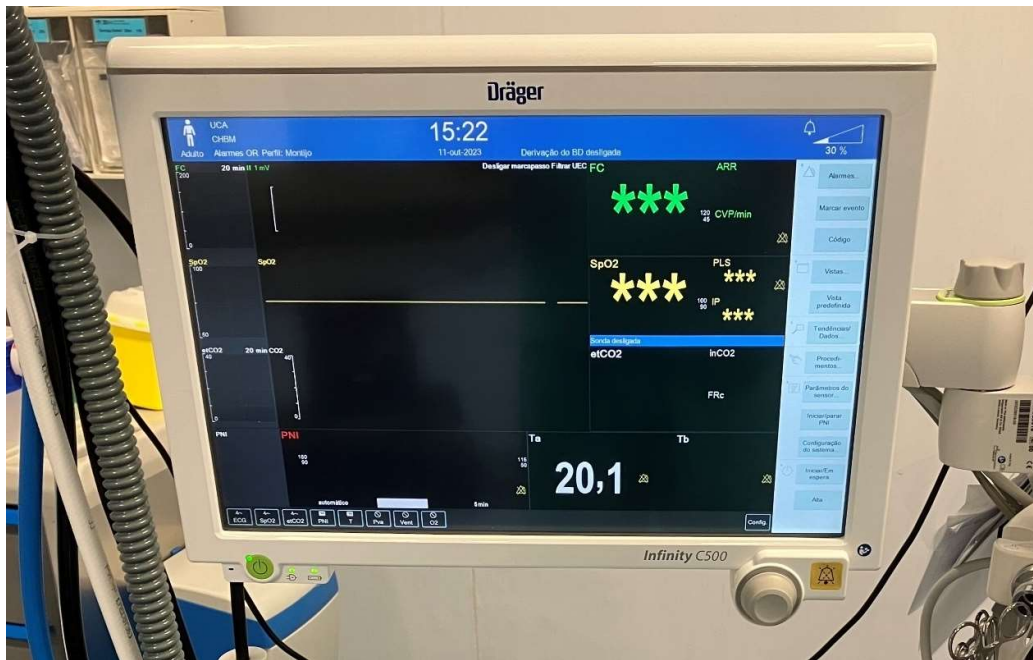 Dräger
UCA
CHBM
Adulto Alarmes OR Perfil: Montijo
15:22
11-out-2023 Derivação do BD desligada
30 %
FC 20 min II 1 mV Desligar marcapasso Filtrar UEC
200
0
FC ARR
***
120
45
CVP/min
SpO2 SpO2
100
50
SpO2 PLS
*** ***
100
50
IP
***
Sonda desligada
etCO2 20 min CO2
40 40
0 0
etCO2 inCO2
FRc
PNI PNI
160
90
115
50
automático 5 min
Ta Tb
20,1
Alarmes...
Marcar evento
Código
Vistas...
Vista
predefinida
Tendências/
Dados...
Procedi-
mentos...
Parâmetros do
sensor...
Iniciar/parar
PNI
Configuração
do sistema...
Iniciar/Em
espera
Alta
ECG SpO2 etCO2 PNI T Pva Vent O2
Config.
Infinity C500